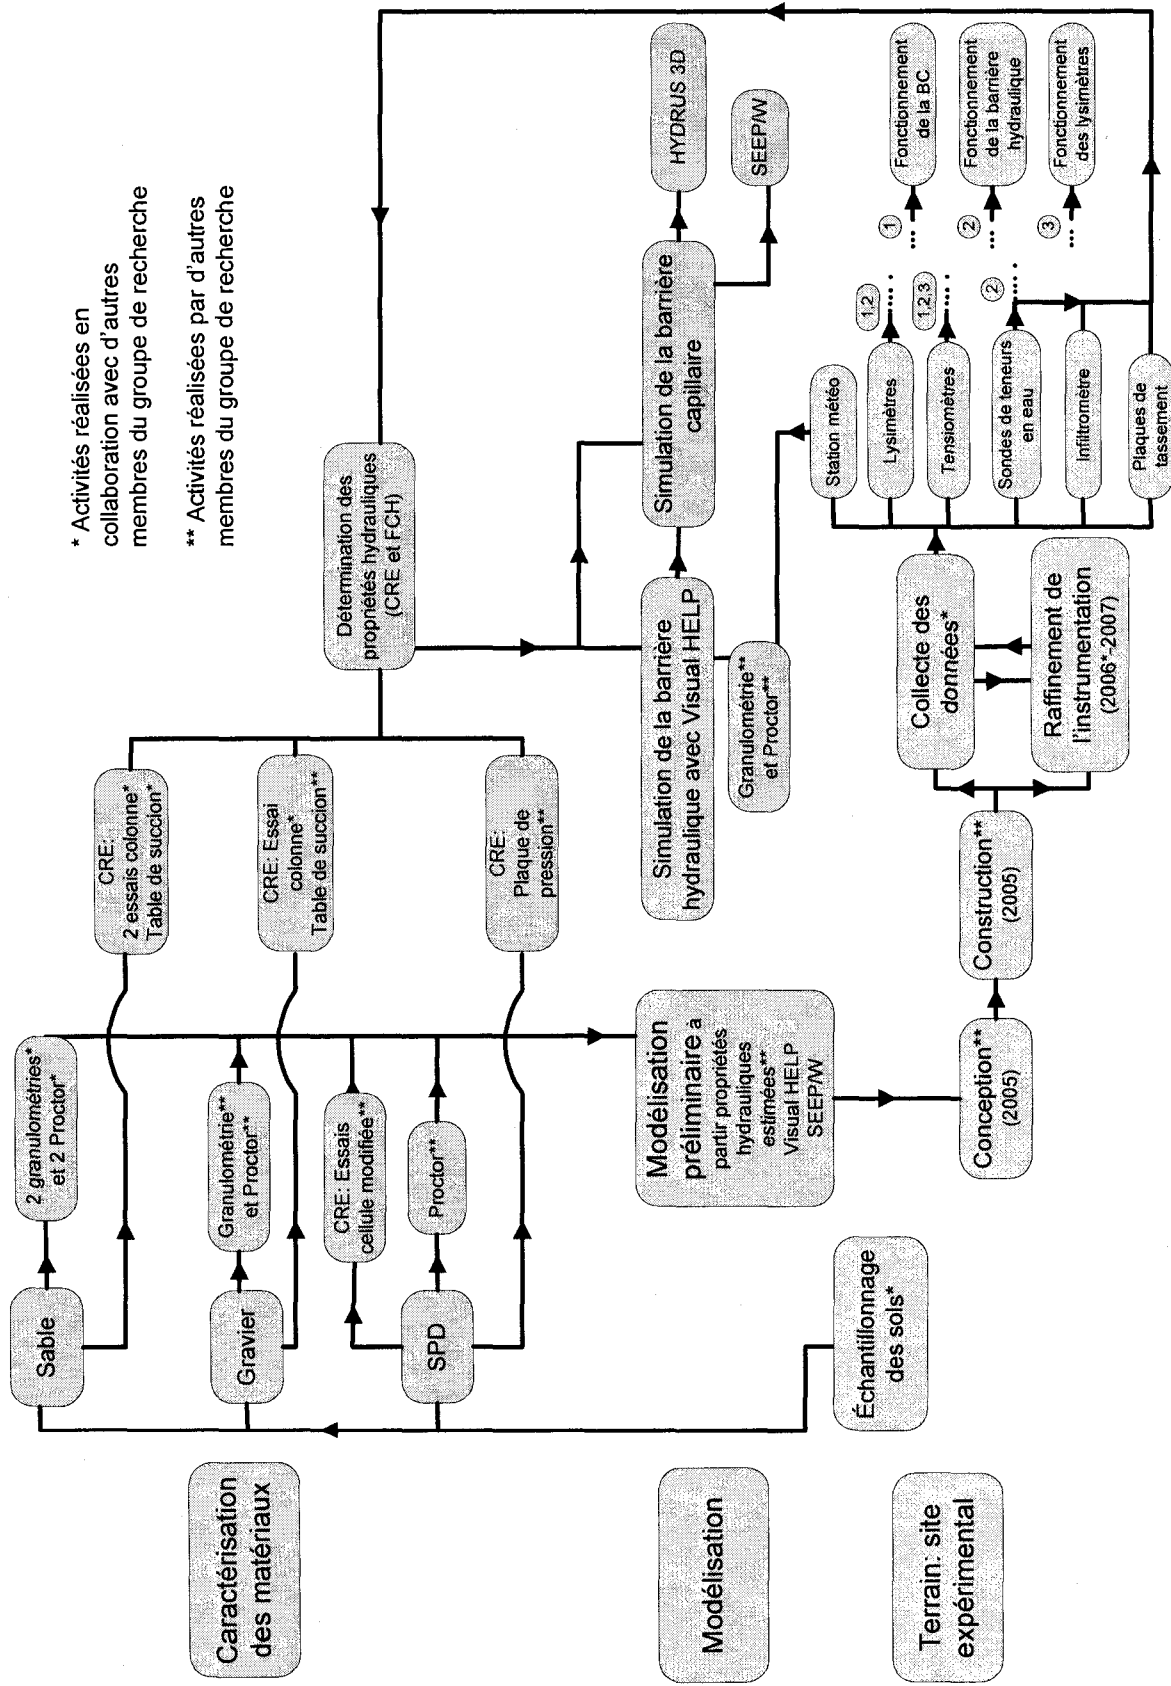 * Activités réalisées en
collaboration avec d'autres
membres du groupe de recherche
** Activités réalisées par d'autres
membres du groupe de recherche
Caractérisation
des matériaux
Sable
2 granulométries*
et 2 Proctor*
CRE:
2 essais colonne*
Table de succion*
Gravier
Granulométrie**
et Proctor**
CRE: Essai
colonne*
Table de succion**
SPD
CRE: Essais
cellule modifiée**
Proctor**
CRE:
Plaque de
pression**
Détermination des
propriétés hydrauliques
(CRE et FCH)
Modélisation
Modélisation
préliminaire à
partir propriétés
hydrauliques
estimées**
Visual HELP
SEEP/W
Simulation de la barrière
hydraulique avec Visual HELP
Granulométrie**
et Proctor**
Simulation de la barrière
capillaire
HYDRUS 3D
SEEP/W
Terrain: site
expérimental
Échantillonnage
des sols*
Conception**
(2005)
Construction**
(2005)
Collecte des
données*
Raffinement de
l'instrumentation
(2006*-2007)
Station météo
Lysimètres
1,2
Tensiomètres
1,2,3
Sondes de teneurs
en eau
2
Infiltromètre
Plaques de
tassement
1
Fonctionnement
de la BC
2
Fonctionnement
de la barrière
hydraulique
3
Fonctionnement
des lysimètres